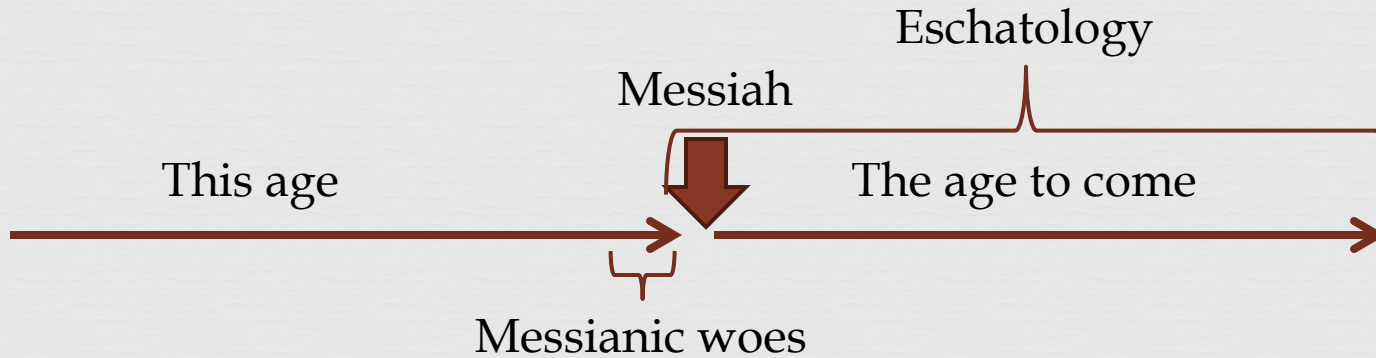 Eschatology
Messiah
This age
The age to come
Messianic woes